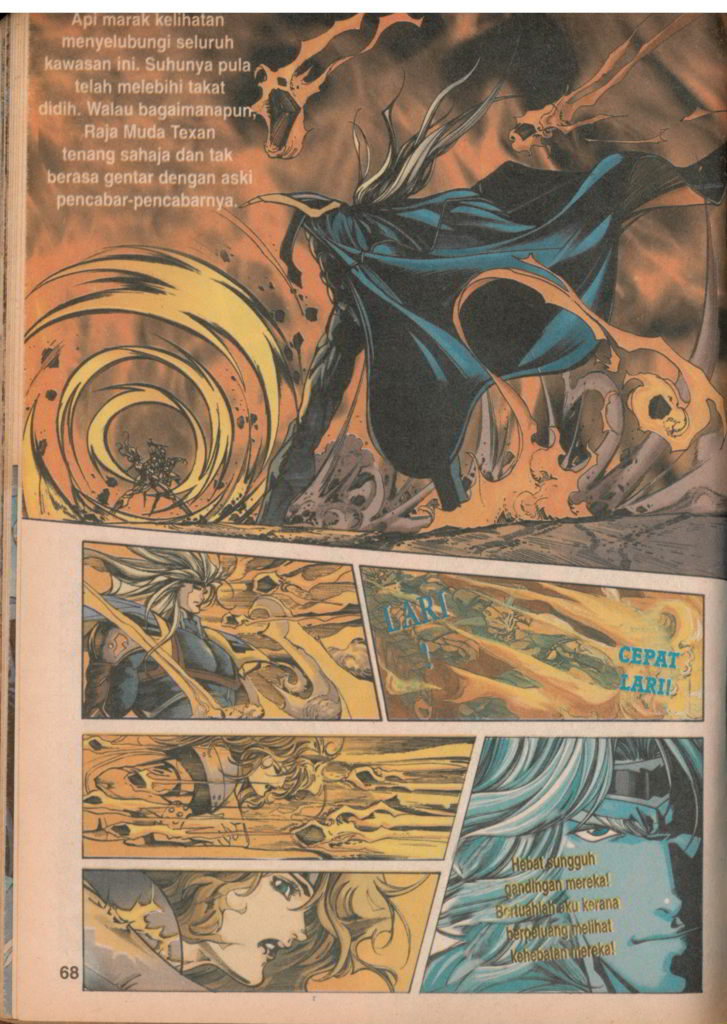 Api marak kelihatan
menyelubungi seluruh
kawasan ini. Suhunya pula
telah melebihi takat
didih. Walau bagaimanapun,
Raja Muda Texan
tenang sahaja dan tak
berasa gentar dengan aski
pencabar-pencabarnya.
LARI
!
CEPAT
LARI!
Hebat sungguh
gandingan mereka!
Bertuahlah aku kerana
berpeluang melihat
kehebatan mereka!
68